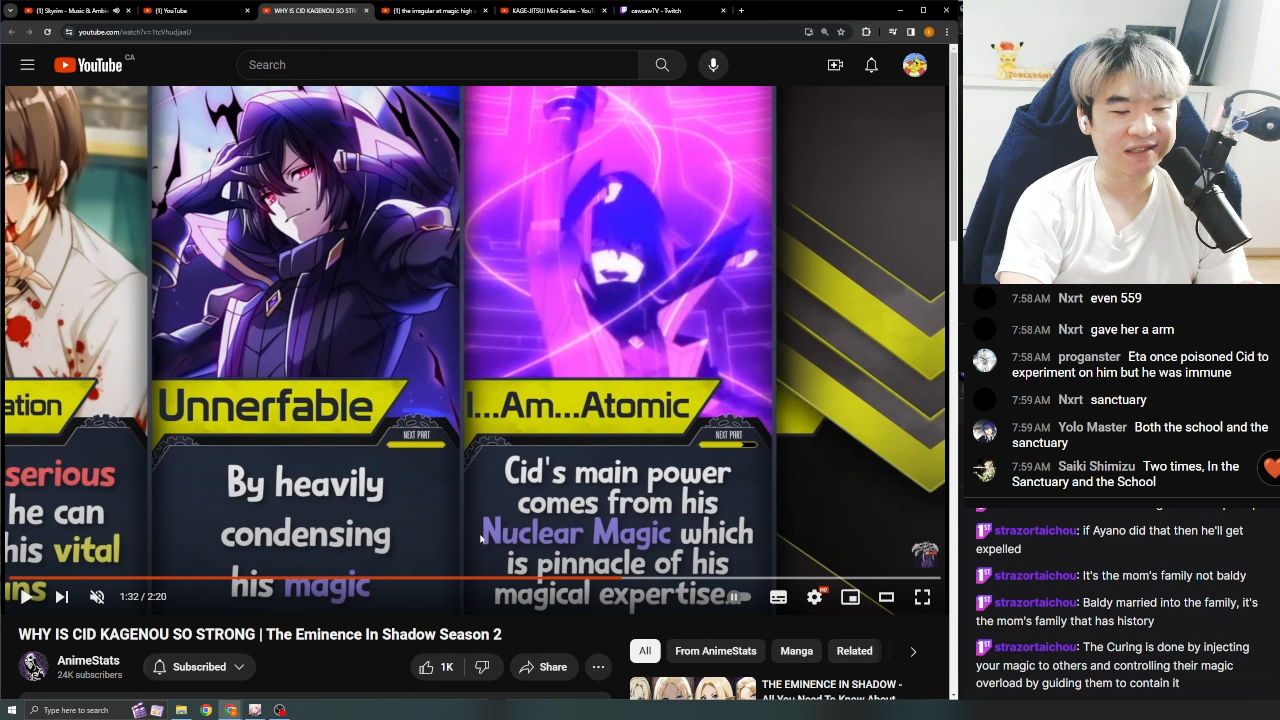 Skyrim - Music & Ambie
(1) YouTube
WHY IS CID KAGENOU SO STRO
(1) the irregular at magic high s
KAGE-JITSU! Mini Series - YouT
cawcawTV - Twitch
youtube.com/watch?v=1tcVhudjaaU
YouTube CA
Search
ation
Unnerfable
I...Am...Atomic
NEXT PART
NEXT PART
serious
he can
his vital
ans
By heavily
condensing
his magic
Cid's main power
comes from his
Nuclear Magic which
is pinnacle of his
magical expertise...
1:32 / 2:20
HD
WHY IS CID KAGENOU SO STRONG | The Eminence In Shadow Season 2
AnimeStats
24K subscribers
Subscribed
1K
Share
All
From AnimeStats
Manga
Related
THE EMINENCE IN SHADOW -
All You Need To Know About
Type here to search
7:58 AM Nxrt even 559
7:58 AM Nxrt gave her a arm
7:58 AM proganster Eta once poisoned Cid to
experiment on him but he was immune
7:59 AM Nxrt sanctuary
7:59 AM Yolo Master Both the school and the
sanctuary
7:59 AM Saiki Shimizu Two times, In the
Sanctuary and the School
1ST strazortaichou: if Ayano did that then he'll get
expelled
1ST strazortaichou: It's the mom's family not baldy
1ST strazortaichou: Baldy married into the family, it's
the mom's family that has history
1ST strazortaichou: The Curing is done by injecting
your magic to others and controlling their magic
overload by guiding them to contain it